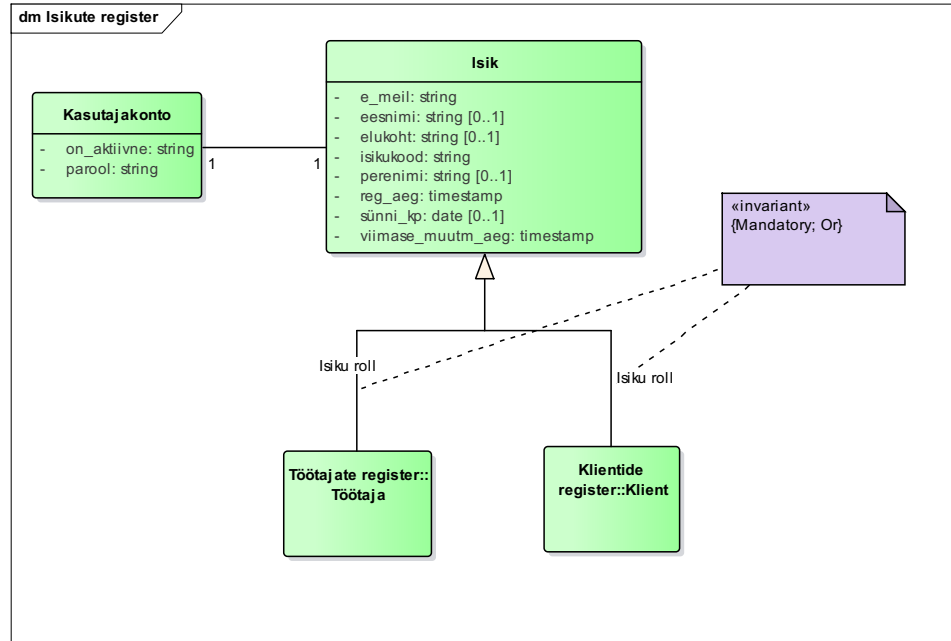 dm Isikute register
Isik
- e_meil: string
- eesnimi: string [0..1]
- elukoht: string [0..1]
- isikukood: string
- perenimi: string [0..1]
- reg_aeg: timestamp
- sünni_kp: date [0..1]
- viimase_muutm_aeg: timestamp
Kasutajakonto
- on_aktiivne: string
- parool: string
1
1
«invariant»
{Mandatory; Or}
Isiku roll
Isiku roll
Töötajate register::
Töötaja
Klientide
register::Klient